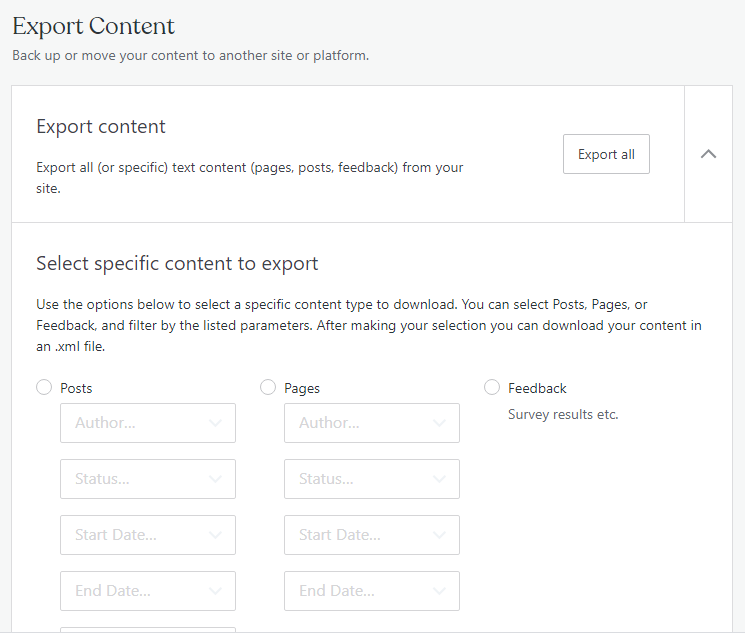 Export Content
Back up or move your content to another site or platform.
Export content
Export all (or specific) text content (pages, posts, feedback) from your
site.
Export all
Select specific content to export
Use the options below to select a specific content type to download. You can select Posts, Pages, or
Feedback, and filter by the listed parameters. After making your selection you can download your content in
an .xml file.
Posts
Author...
Status...
Start Date...
End Date...
Pages
Author...
Status...
Start Date...
End Date...
Feedback
Survey results etc.